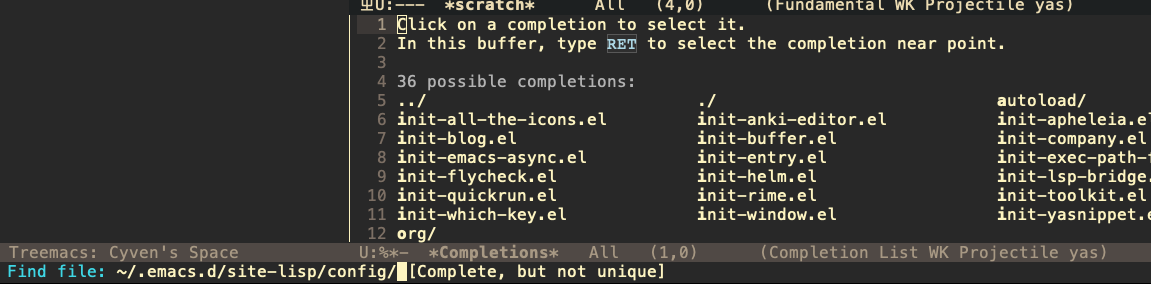 U:--- *scratch* All (4,0) (Fundamental WK Projectile yas)
1 Click on a completion to select it.
2 In this buffer, type RET to select the completion near point.
3
4 36 possible completions:
5 ../ ./ autoload/
6 init-all-the-icons.el init-anki-editor.el init-apheleia.el
7 init-blog.el init-buffer.el init-company.el
8 init-emacs-async.el init-entry.el init-exec-path-
9 init-flycheck.el init-helm.el init-lsp-bridge.
10 init-quickrun.el init-rime.el init-toolkit.el
11 init-which-key.el init-window.el init-yasnippet.e
12 org/
Treemacs: Cyven's Space U:%*- *Completions* All (1,0) (Completion List WK Projectile yas)
Find file: ~/.emacs.d/site-lisp/config/ [Complete, but not unique]